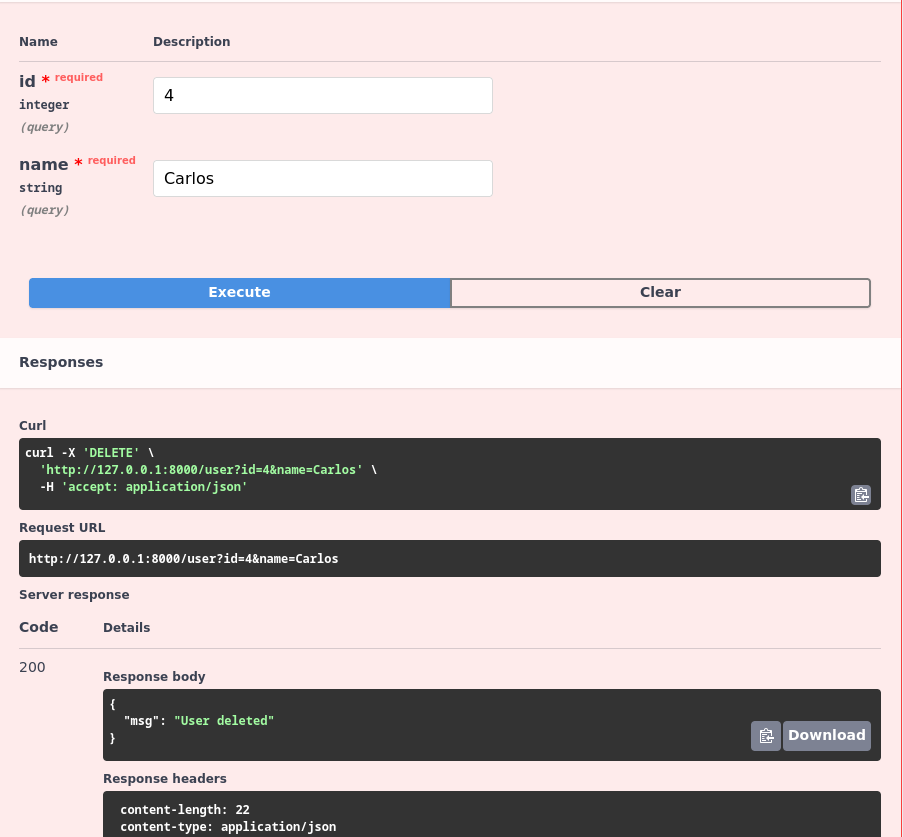 Name Description
id * required
integer
(query)
4
name * required
string
(query)
Carlos
Execute Clear
Responses
Curl
curl -X 'DELETE' \
  'http://127.0.0.1:8000/user?id=4&name=Carlos' \
  -H 'accept: application/json'
Request URL
http://127.0.0.1:8000/user?id=4&name=Carlos
Server response
Code Details
200
Response body
{
  "msg": "User deleted"
}
Download
Response headers
content-length: 22
content-type: application/json